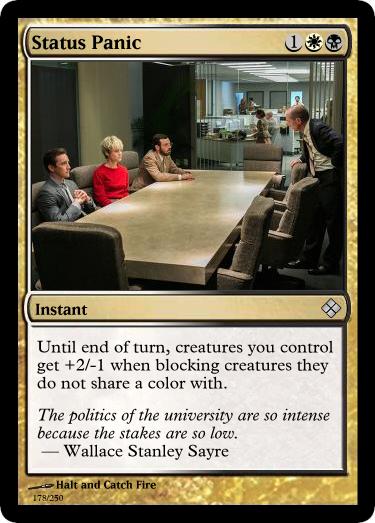 Status Panic 1
Instant
Until end of turn, creatures you control
get +2/-1 when blocking creatures they
do not share a color with.
The politics of the university are so intense
because the stakes are so low.
— Wallace Stanley Sayre
Halt and Catch Fire
178/250